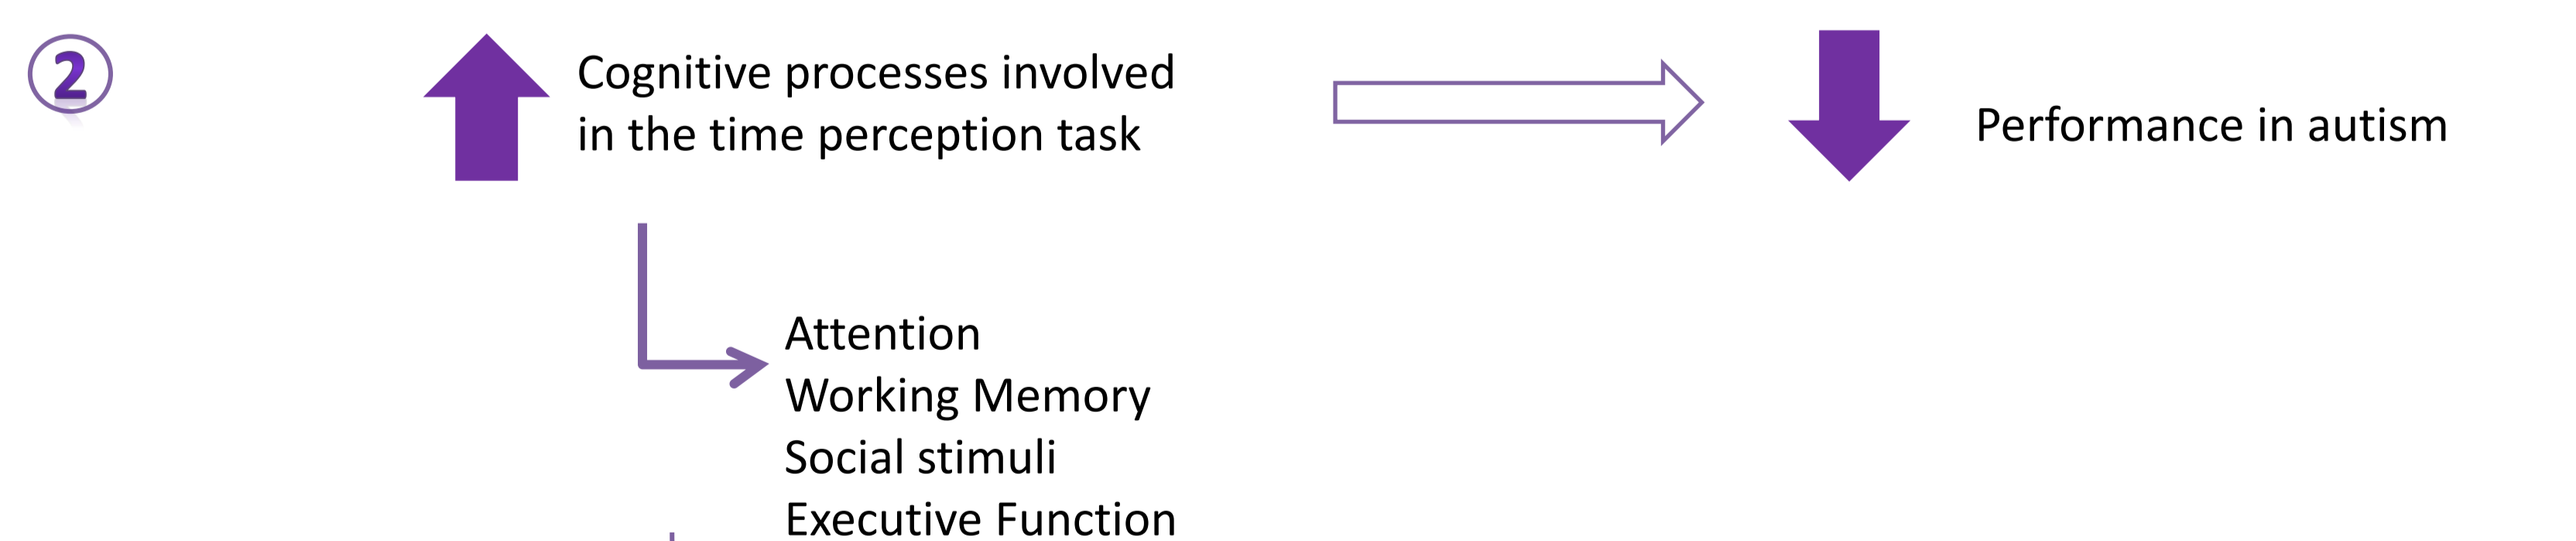 2
Cognitive processes involved
in the time perception task
Performance in autism
Attention
Working Memory
Social stimuli
Executive Function